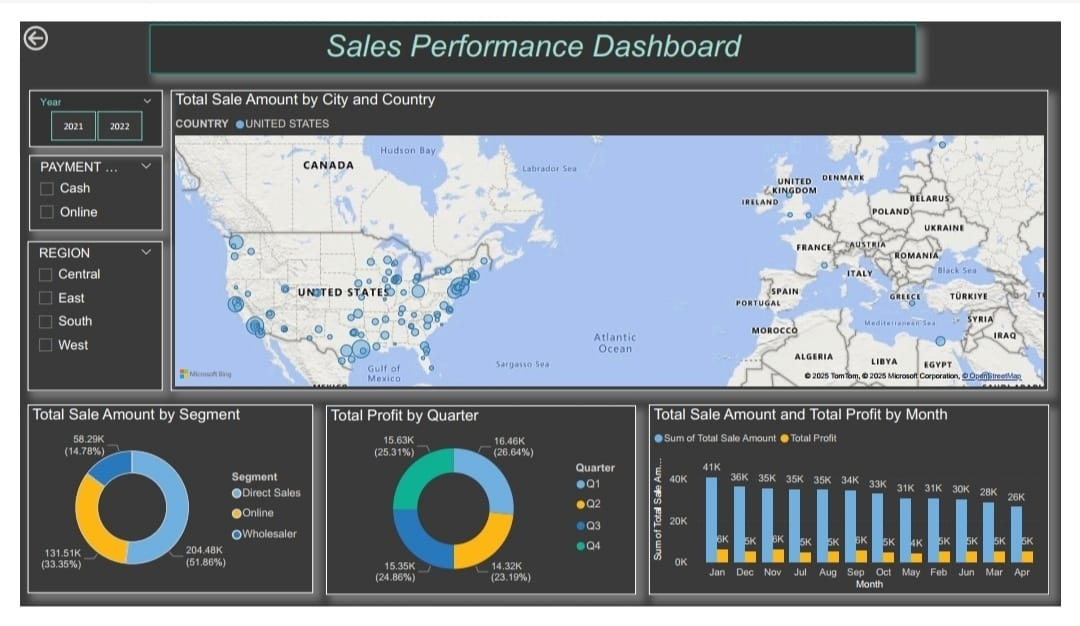 Sales Performance Dashboard
Year
2021
2022
PAYMENT ...
Cash
Online
REGION
Central
East
South
West
Total Sale Amount by City and Country
COUNTRY UNITED STATES
Hudson Bay
CANADA
Labrador Sea
UNITED KINGDOM
DENMARK
IRELAND
BELARUS
POLAND
UKRAINE
FRANCE
AUSTRIA
ROMANIA
UNITED STATES
ITALY
Black Sea
SPAIN
GREECE
TÜRKIYE
PORTUGAL
Mediterranean Sea
SYRIA
MOROCCO
IRAQ
Atlantic
Ocean
ALGERIA
LIBYA
EGYPT
Gulf of
Mexico
Sargasso Sea
Microsoft Bing
© 2025 TomTom, © 2025 Microsoft Corporation, © OpenStreetMap
Total Sale Amount by Segment
58.29K
(14.78%)
131.51K
(33.35%)
204.48K
(51.86%)
Segment
Direct Sales
Online
Wholesaler
Total Profit by Quarter
15.63K
(25.31%)
16.46K
(26.64%)
15.35K
(24.86%)
14.32K
(23.19%)
Quarter
Q1
Q2
Q3
Q4
Total Sale Amount and Total Profit by Month
Sum of Total Sale Amount Total Profit
Sum of Total Sale Am...
40K
20K
0K
41K 36K 35K 35K 35K 34K 33K 31K 31K 30K 28K 26K
6K 5K 6K 5K 5K 6K 5K 4K 5K 5K 5K 5K
Jan Dec Nov Jul Aug Sep Oct May Feb Jun Mar Apr
Month